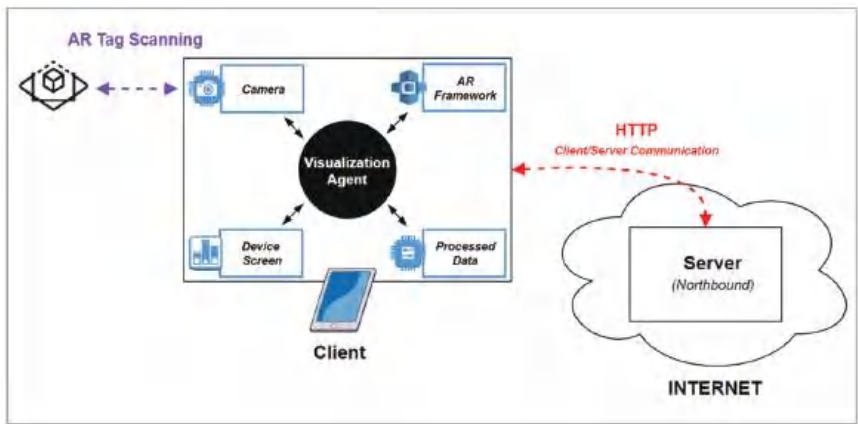 AR Tag Scanning
Camera
AR
Framework
Visualization
Agent
Device
Screen
Processed
Data
Client
HTTP
Client/Server Communication
Server
(Northbound)
INTERNET